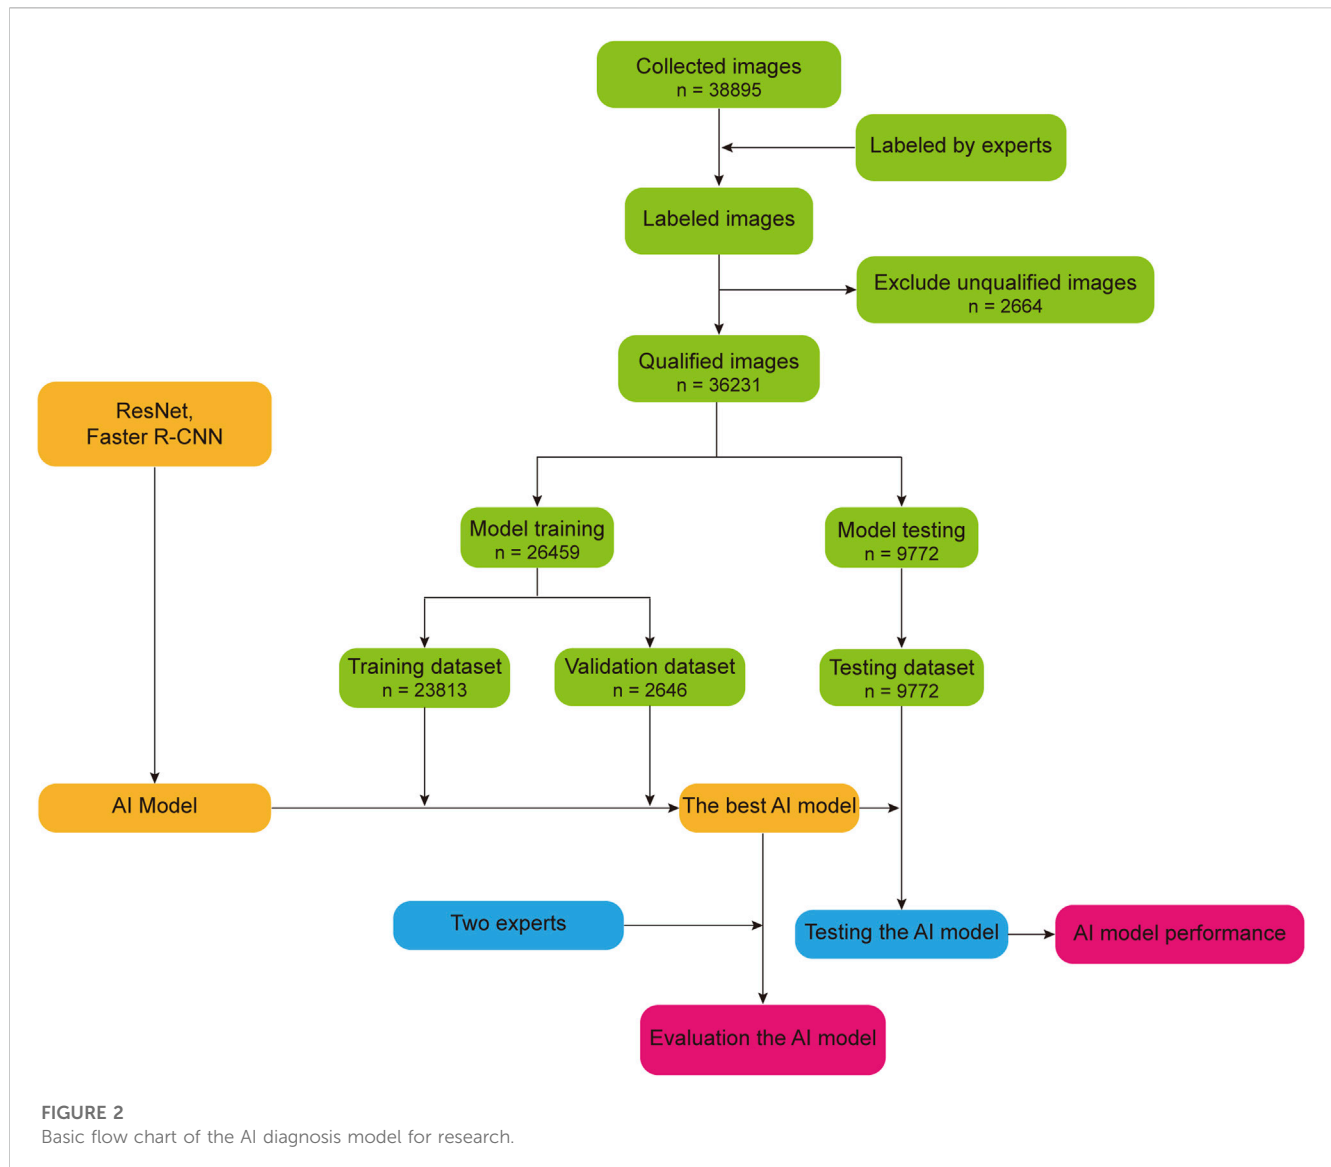 Collected images
n = 38895
Labeled by experts
Labeled images
Exclude unqualified images
n = 2664
Qualified images
n = 36231
ResNet,
Faster R-CNN
Model training
n = 26459
Model testing
n = 9772
Training dataset
n = 23813
Validation dataset
n = 2646
Testing dataset
n = 9772
AI Model
The best AI model
Two experts
Testing the AI model
AI model performance
Evaluation the AI model
FIGURE 2
Basic flow chart of the AI diagnosis model for research.